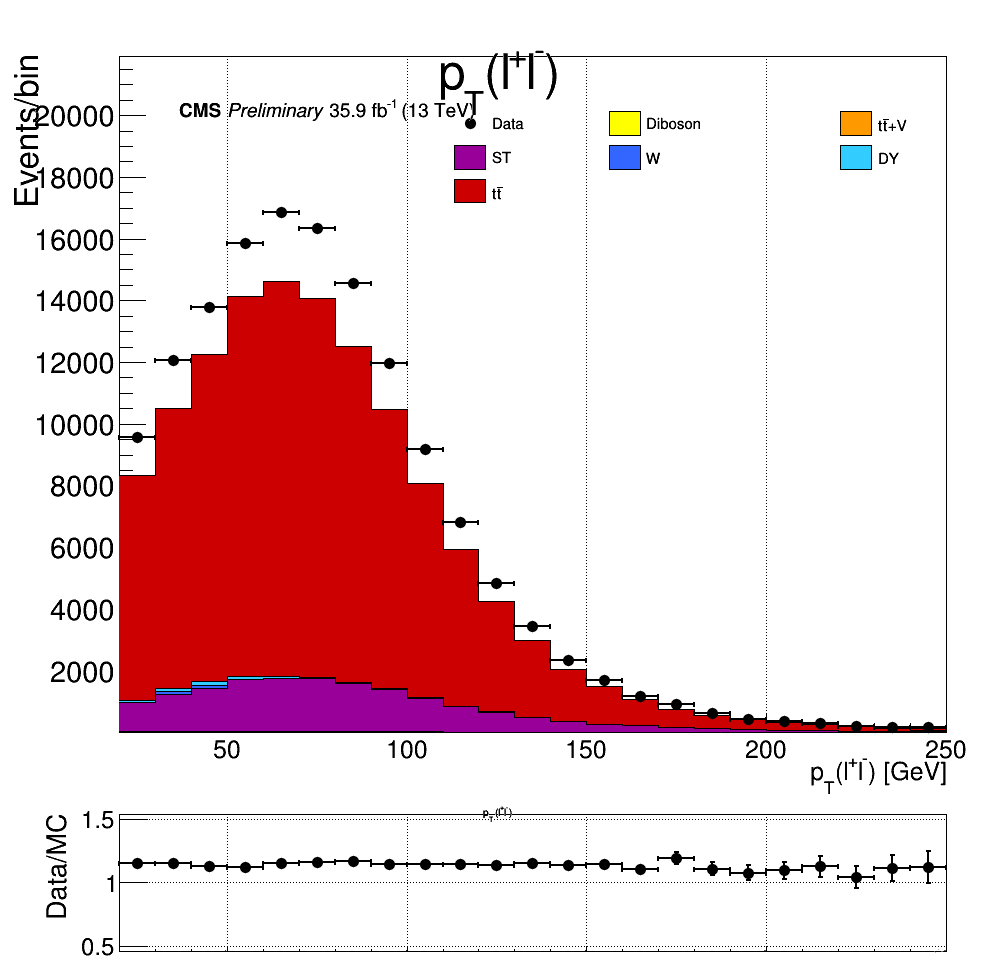 p_T(l⁺l⁻)
Events/bin
CMS Preliminary 35.9 fb⁻¹ (13 TeV)
Data
Diboson
tt̄+V
ST
W
DY
tt̄
20000
18000
16000
14000
12000
10000
8000
6000
4000
2000
50 100 150 200 250
p_T(l⁺l⁻) [GeV]
p_T(l⁺l⁻)
Data/MC
1.5
1
0.5